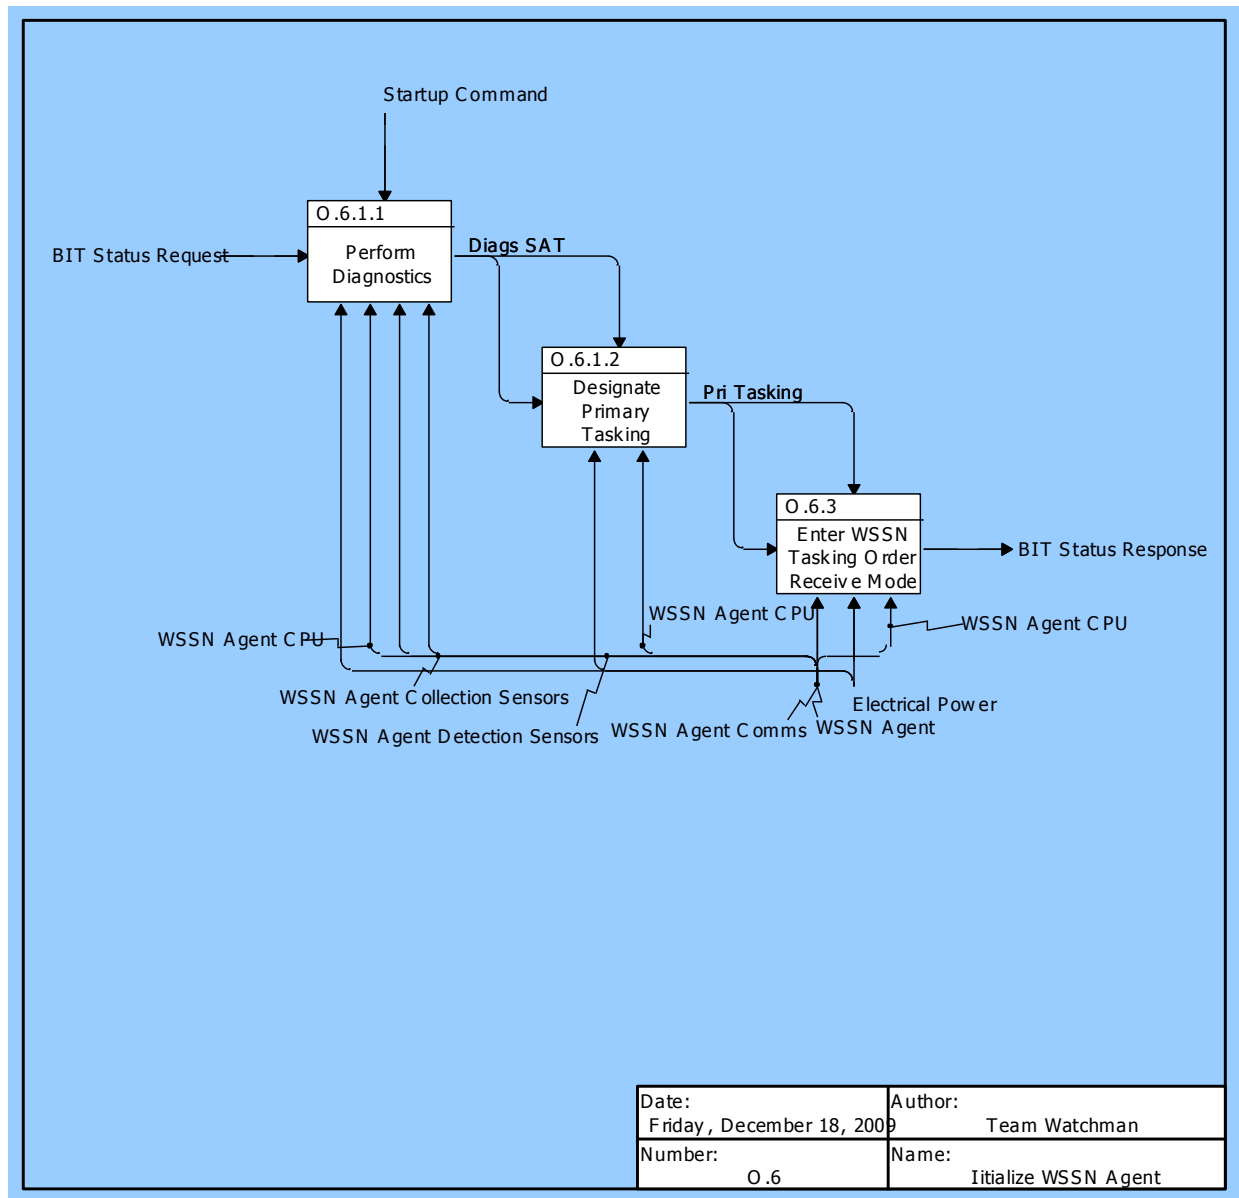 Startup Command
O.6.1.1
BIT Status Request
Perform
Diagnostics
Diags SAT
O.6.1.2
Designate
Primary
Tasking
Pri Tasking
O.6.3
Enter WSSN
Tasking Order
Receive Mode
BIT Status Response
WSSN Agent CPU
WSSN Agent CPU
WSSN Agent CPU
WSSN Agent Collection Sensors
Electrical Power
WSSN Agent Detection Sensors
WSSN Agent Comms
WSSN Agent
Date:
Friday, December 18, 2009
Author:
Team Watchman
Number:
O.6
Name:
Iitialize WSSN Agent